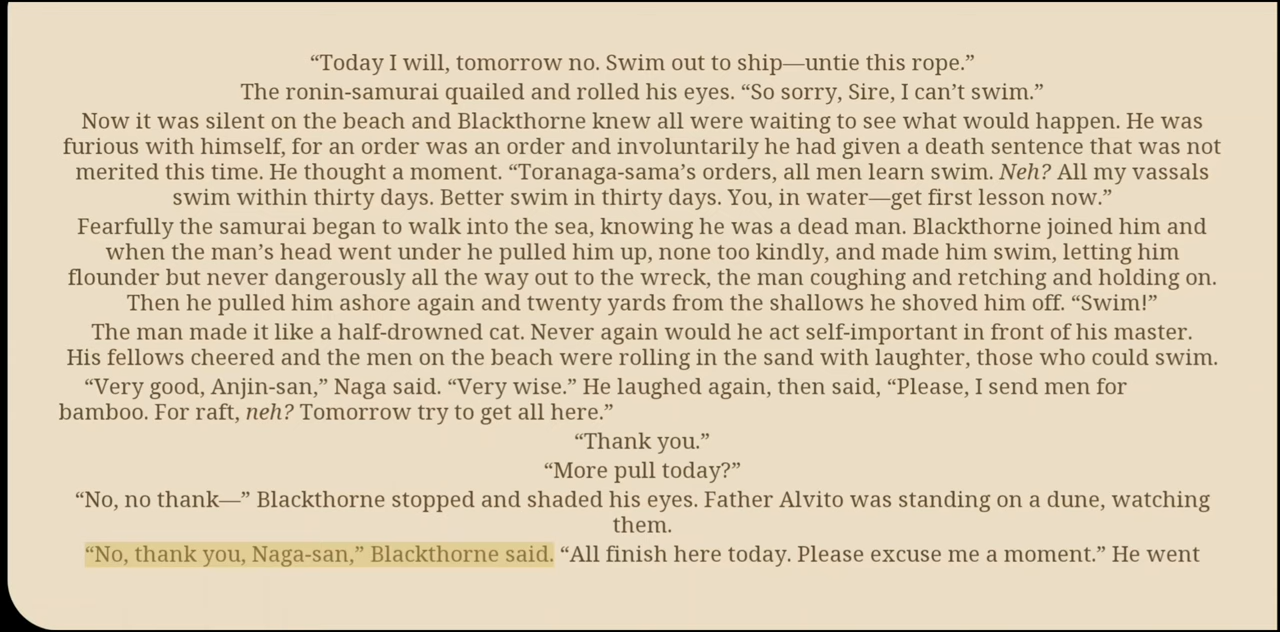 “Today I will, tomorrow no. Swim out to ship—untie this rope.”
The ronin-samurai quailed and rolled his eyes. “So sorry, Sire, I can’t swim.”
Now it was silent on the beach and Blackthorne knew all were waiting to see what would happen. He was
furious with himself, for an order was an order and involuntarily he had given a death sentence that was not
merited this time. He thought a moment. “Toranaga-sama’s orders, all men learn swim. Neh? All my vassals
swim within thirty days. Better swim in thirty days. You, in water—get first lesson now.”
Fearfully the samurai began to walk into the sea, knowing he was a dead man. Blackthorne joined him and
when the man’s head went under he pulled him up, none too kindly, and made him swim, letting him
flounder but never dangerously all the way out to the wreck, the man coughing and retching and holding on.
Then he pulled him ashore again and twenty yards from the shallows he shoved him off. “Swim!”
The man made it like a half-drowned cat. Never again would he act self-important in front of his master.
His fellows cheered and the men on the beach were rolling in the sand with laughter, those who could swim.
“Very good, Anjin-san,” Naga said. “Very wise.” He laughed again, then said, “Please, I send men for
bamboo. For raft, neh? Tomorrow try to get all here.”
“Thank you.”
“More pull today?”
“No, no thank—” Blackthorne stopped and shaded his eyes. Father Alvito was standing on a dune, watching
them.
“No, thank you, Naga-san,” Blackthorne said. “All finish here today. Please excuse me a moment.” He went